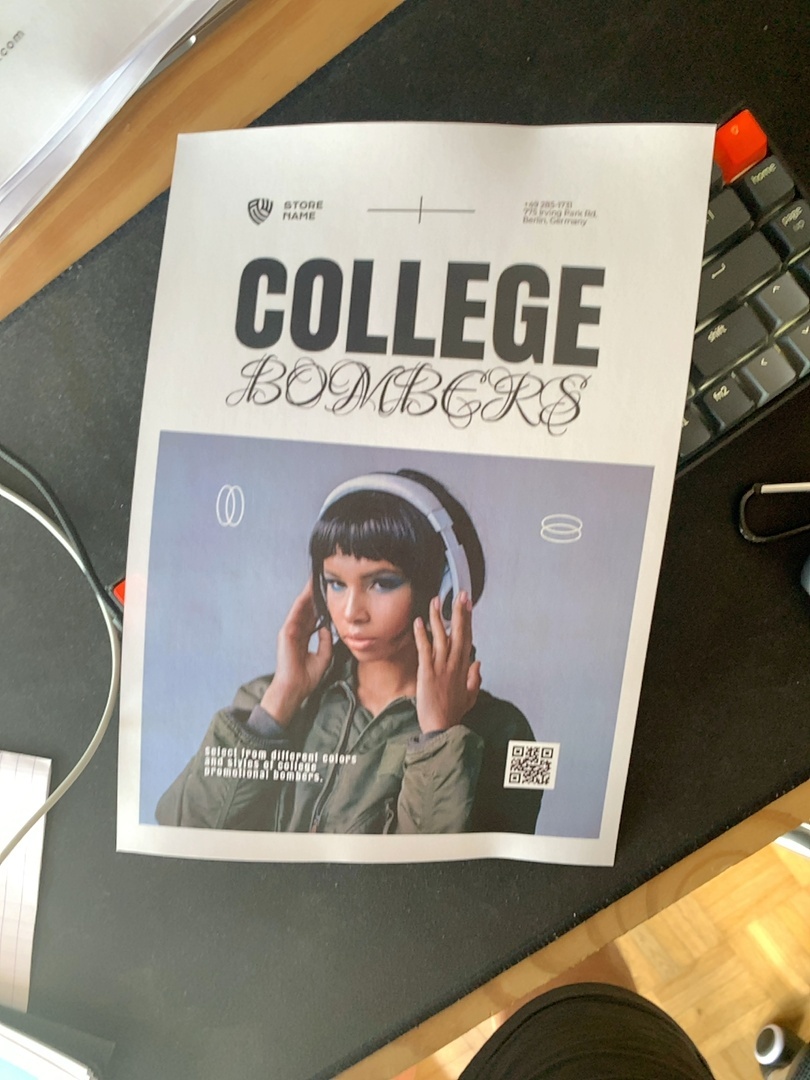 .com
STORE
NAME
+49 285-1731
775 Irving Park Rd,
Berlin, Germany
COLLEGE
BOMBERS
Select from different colors
and styles of College
promotional bombers.
home
shift
fn2